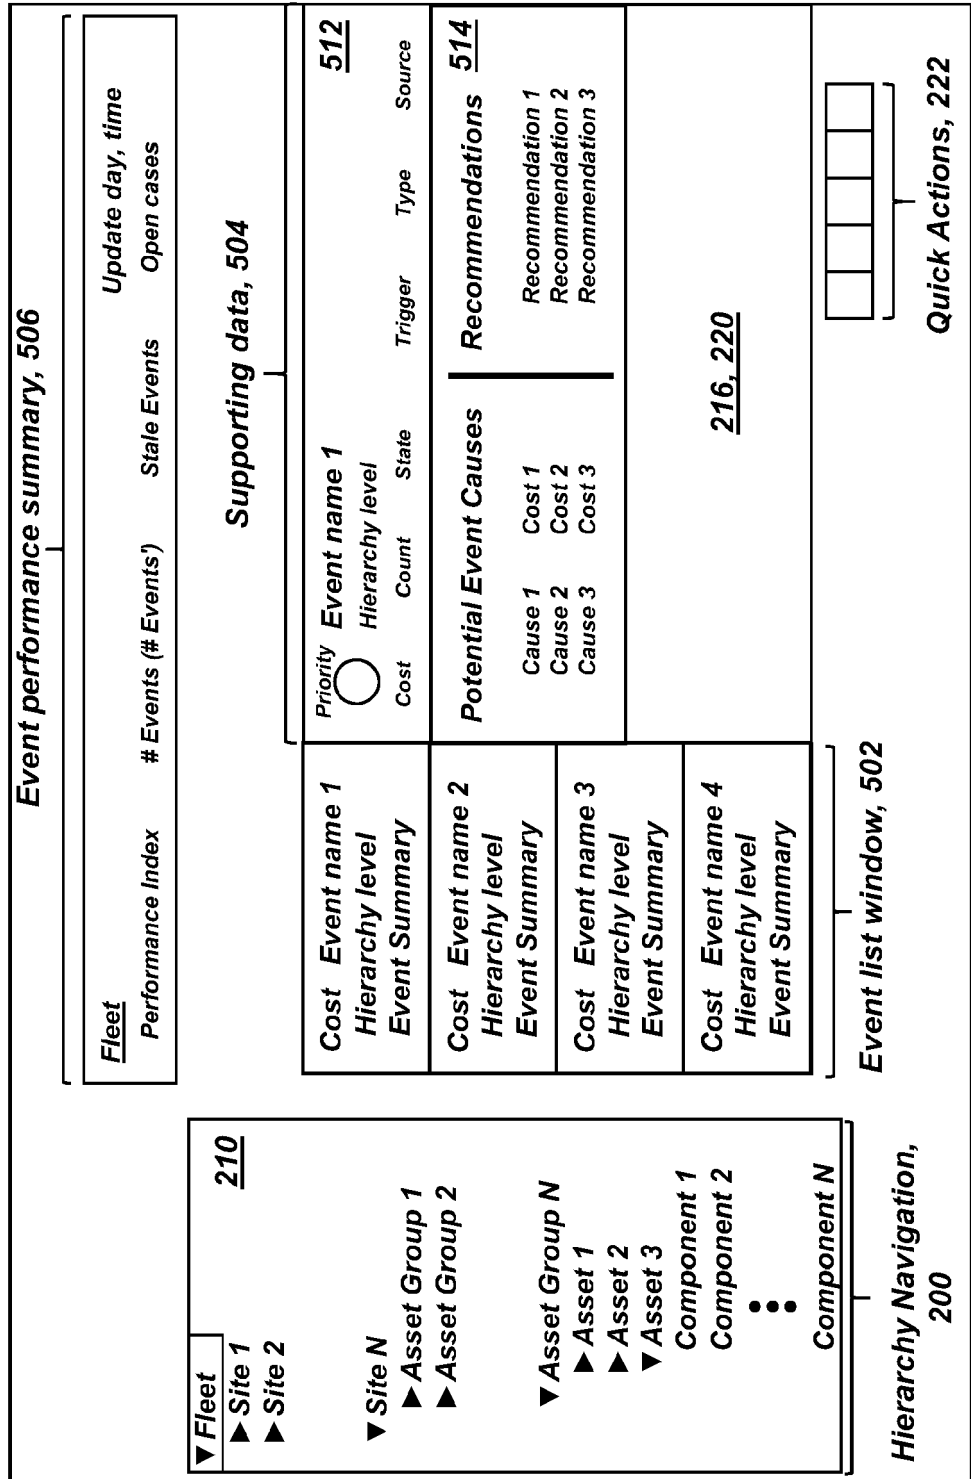 Event performance summary, 506
Fleet
Update day, time
Performance Index
# Events (# Events')
Stale Events
Open cases
▼Fleet
210
▶Site 1
▶Site 2
▼Site N
▶Asset Group 1
▶Asset Group 2
▼Asset Group N
▶Asset 1
▶Asset 2
▼Asset 3
Component 1
Component 2
Component N
Hierarchy Navigation,
200
Supporting data, 504
Cost Event name 1
Hierarchy level
Event Summary
Cost Event name 2
Hierarchy level
Event Summary
Cost Event name 3
Hierarchy level
Event Summary
Cost Event name 4
Hierarchy level
Event Summary
Event list window, 502
Priority
Event name 1
512
Hierarchy level
Cost
Count
State
Trigger
Type
Source
Potential Event Causes
Cause 1 Cost 1
Cause 2 Cost 2
Cause 3 Cost 3
Recommendations
514
Recommendation 1
Recommendation 2
Recommendation 3
216, 220
Quick Actions, 222